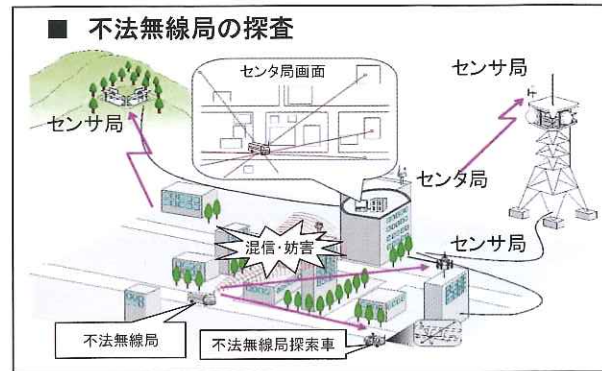 ■ 不法無線局の探査
センタ局画面
センサ局
センサ局
センタ局
センサ局
混信・妨害
不法無線局
不法無線局探索車